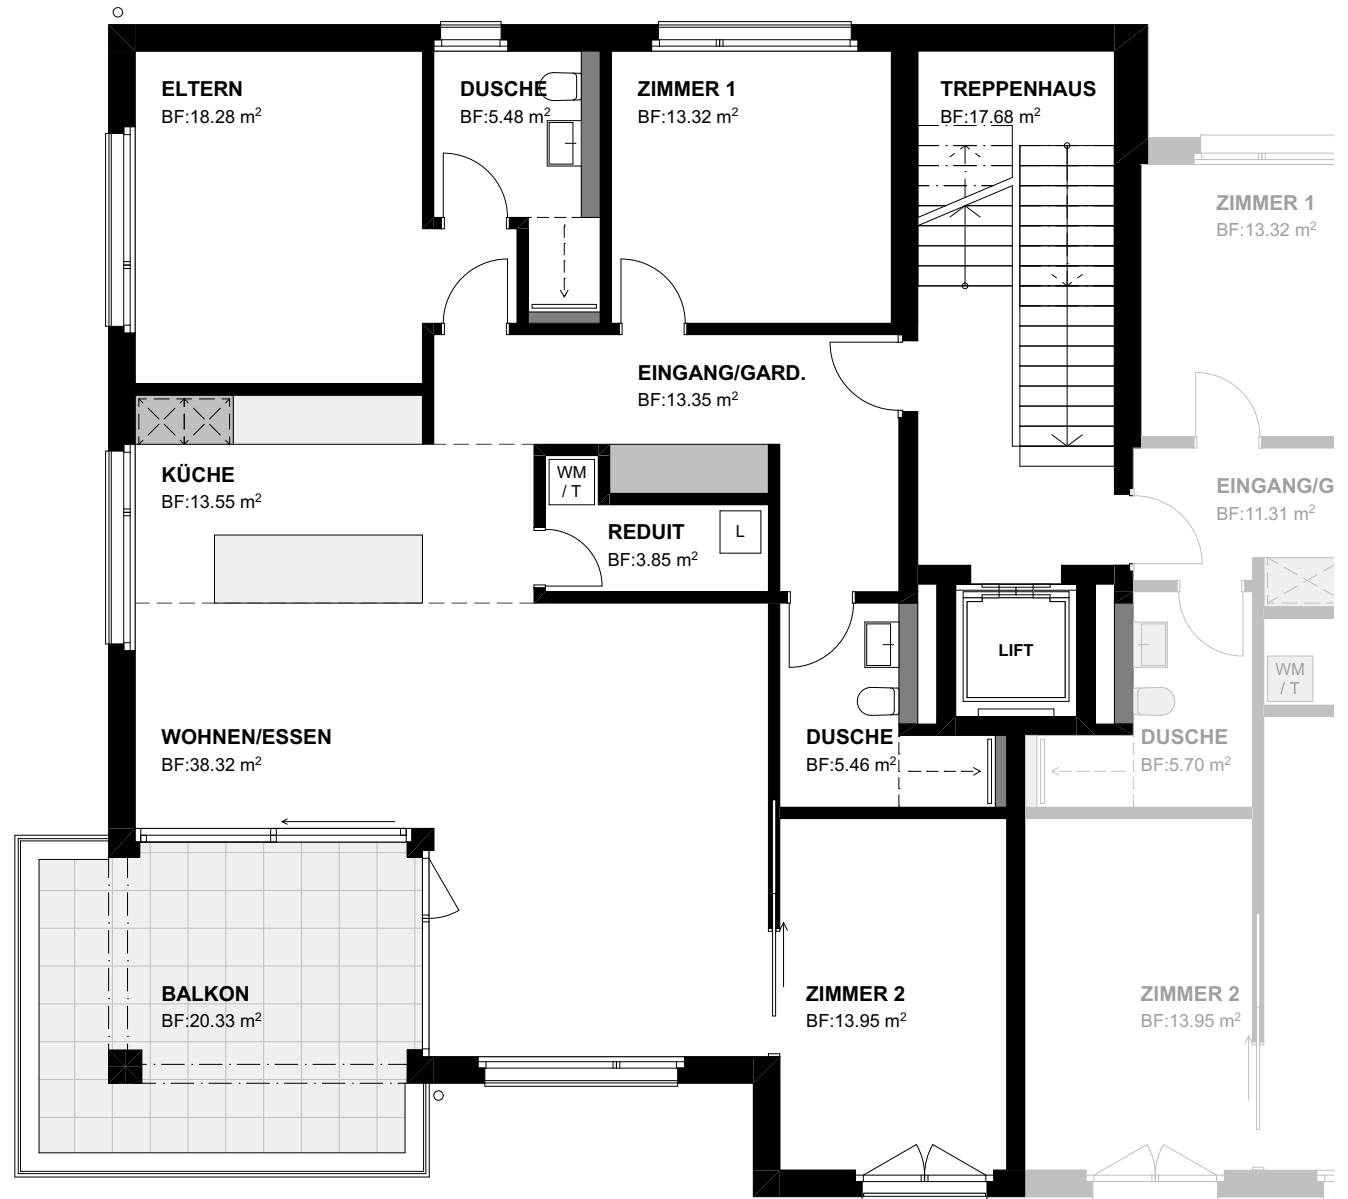 ELTERN
BF:18.28 m²
DUSCHE
BF:5.48 m²
ZIMMER 1
BF:13.32 m²
TREPPENHAUS
BF:17.68 m²
ZIMMER 1
BF:13.32 m²
EINGANG/GARD.
BF:13.35 m²
KÜCHE
BF:13.55 m²
WM
/ T
REDUIT
BF:3.85 m²
L
EINGANG/G
BF:11.31 m²
LIFT
WM
/ T
WOHNEN/ESSEN
BF:38.32 m²
DUSCHE
BF:5.46 m²
DUSCHE
BF:5.70 m²
BALKON
BF:20.33 m²
ZIMMER 2
BF:13.95 m²
ZIMMER 2
BF:13.95 m²